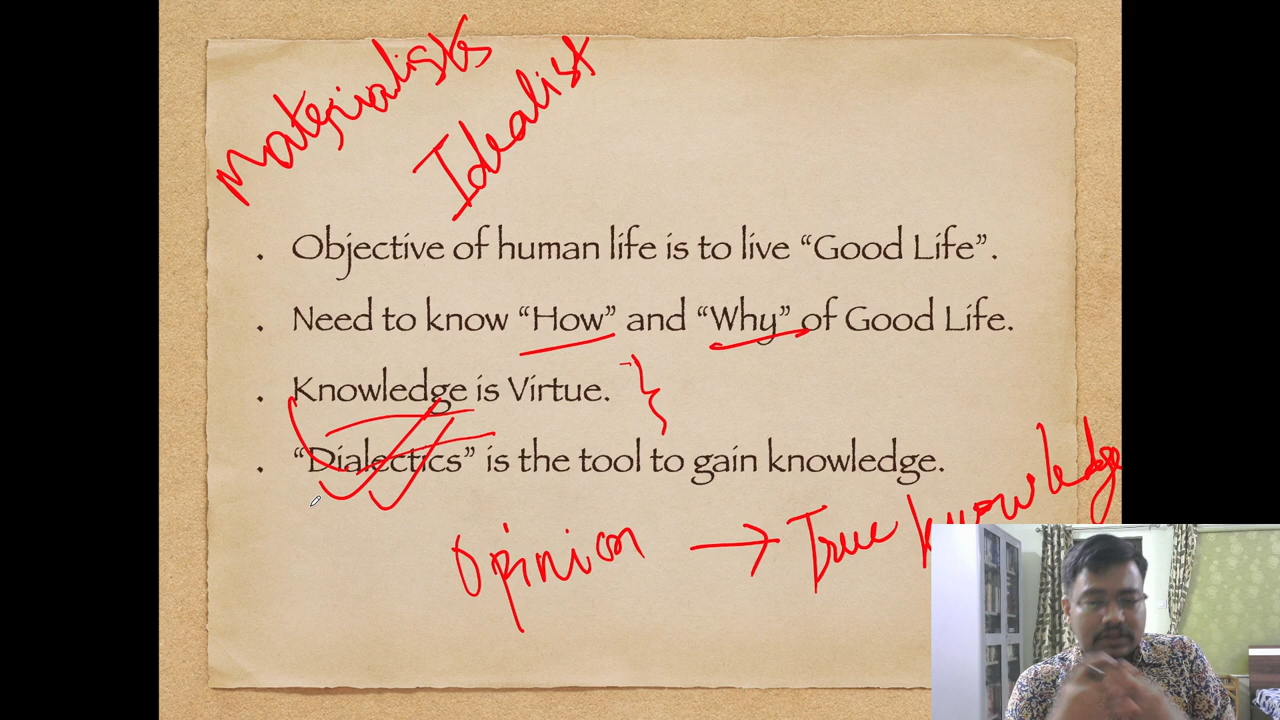 Materialists
Idealist
. Objective of human life is to live “Good Life”.
. Need to know “How” and “Why” of Good Life.
. Knowledge is Virtue.
. “Dialectics” is the tool to gain knowledge.
Opinion → True knowledge